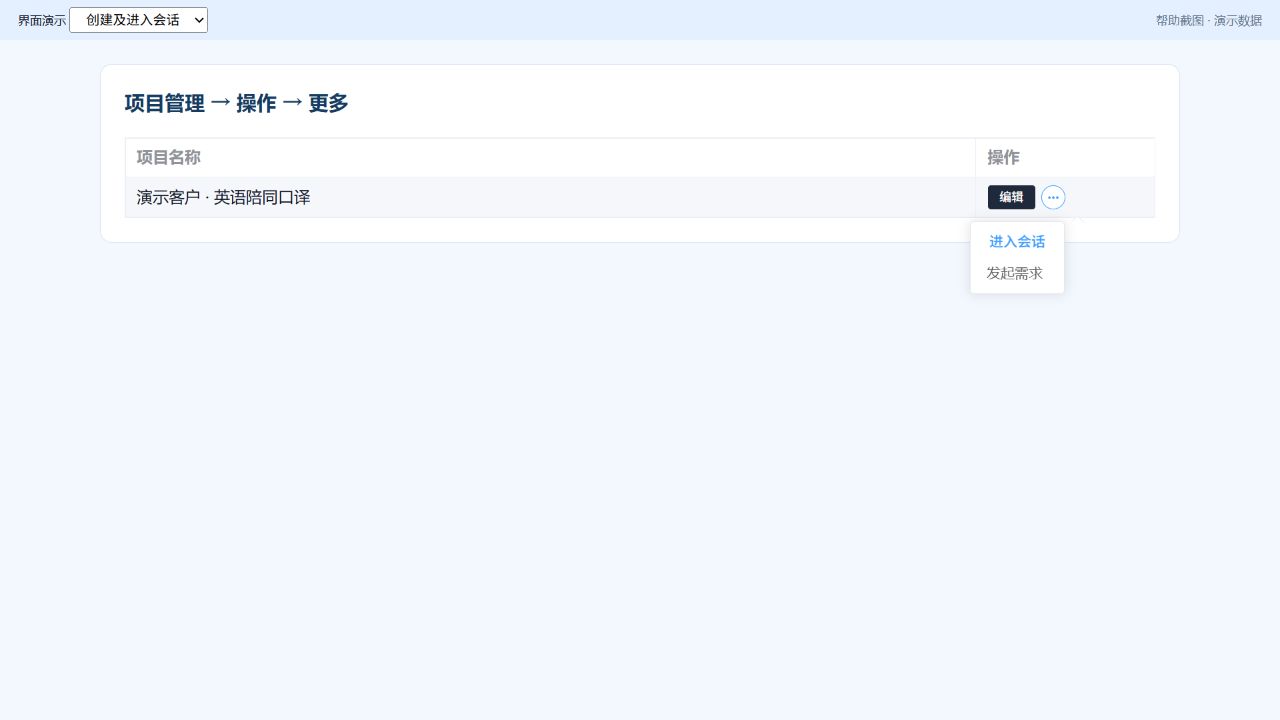 界面演示 创建及进入会话 帮助截图 · 演示数据
项目管理 → 操作 → 更多
项目名称 操作
演示客户 · 英语陪同口译 编辑
进入会话
发起需求